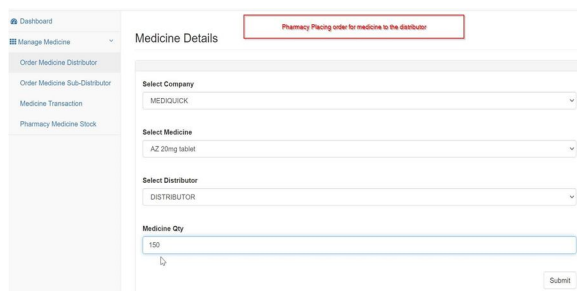 Dashboard
Manage Medicine
Order Medicine Distributor
Order Medicine Sub-Distributor
Medicine Transaction
Pharmacy Medicine Stock
Pharmacy Placing order for medicine to the distributor
Medicine Details
Select Company
MEDIQUICK
Select Medicine
AZ 20mg tablet
Select Distributor
DISTRIBUTOR
Medicine Qty
150
Submit